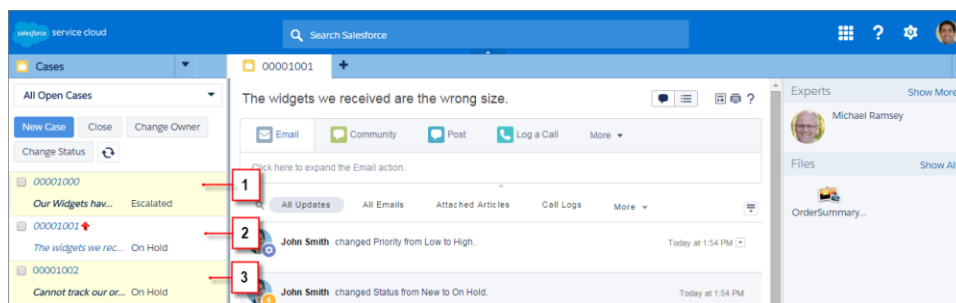 salesforce service cloud
Search Salesforce
?
Cases
00001001
+
All Open Cases
New Case Close Change Owner
Change Status
00001000
Our Widgets hav... Escalated
00001001
The widgets we rec... On Hold
00001002
Cannot track our or... On Hold
1
2
3
The widgets we received are the wrong size.
?
Email Community Post Log a Call More
Click here to expand the Email action.
All Updates All Emails Attached Articles Call Logs More
John Smith changed Priority from Low to High. Today at 1:54 PM
John Smith changed Status from New to On Hold. Today at 1:54 PM
Experts Show More
Michael Ramsey
Files Show Al
OrderSummary...